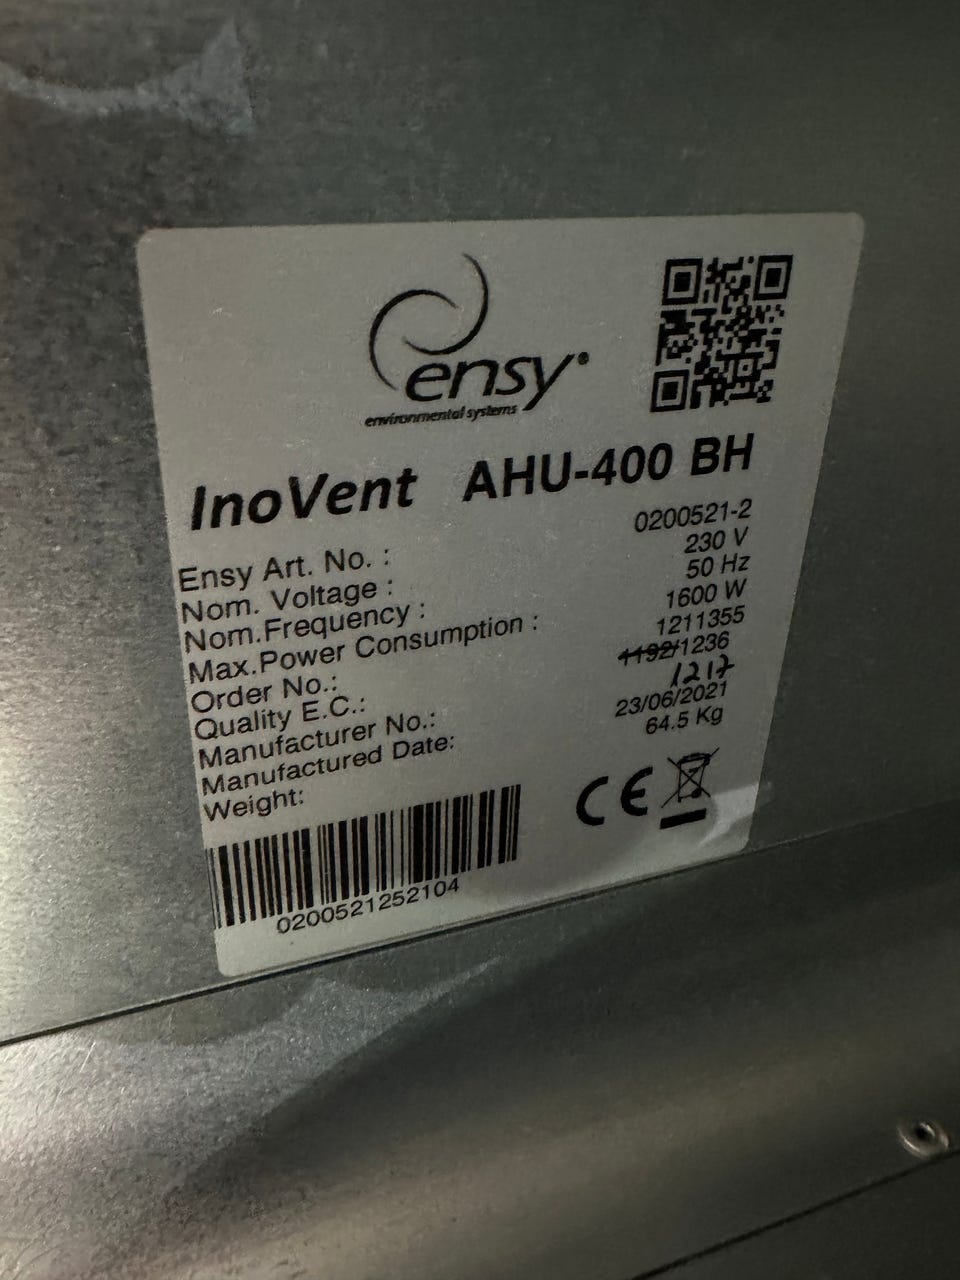 ensy®
environmental systems
InoVent AHU-400 BH
Ensy Art. No. : 0200521-2
Nom. Voltage : 230 V
Nom.Frequency : 50 Hz
Max.Power Consumption : 1600 W
Order No.: 1211355
Quality E.C.: 1192/1236
Manufacturer No.: 1217
Manufactured Date: 23/06/2021
Weight: 64.5 Kg
CE
0200521252104